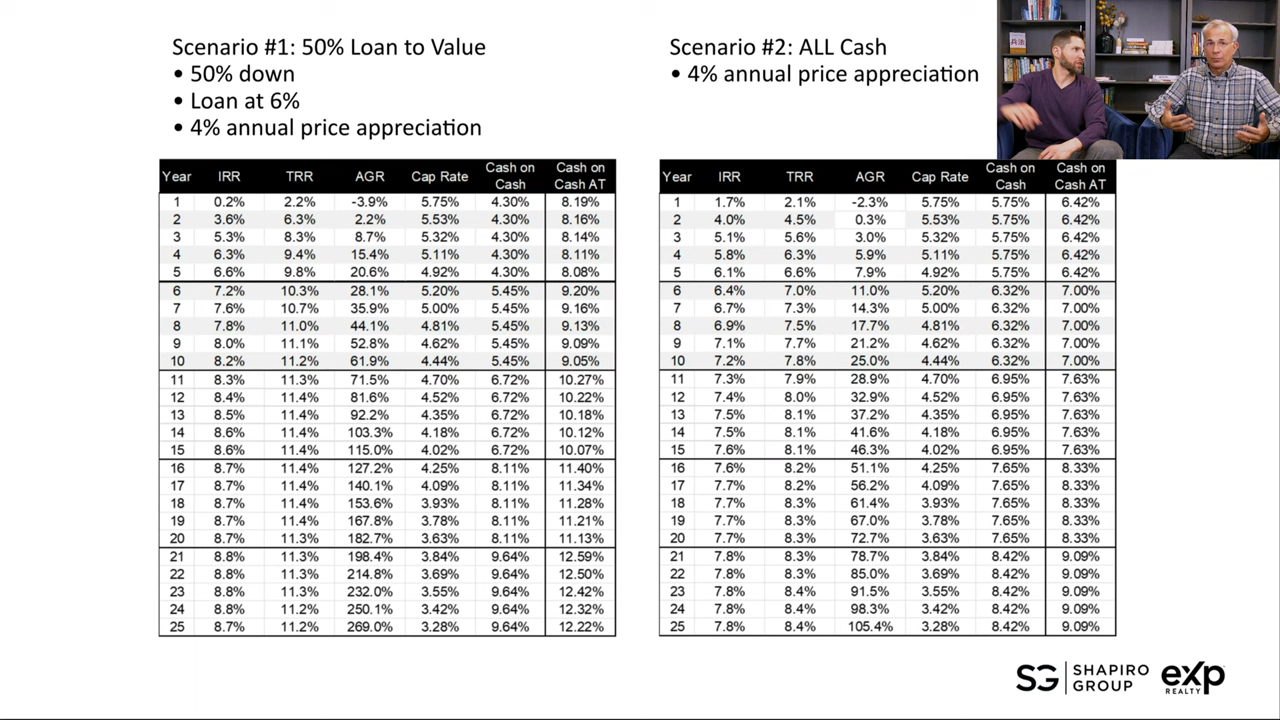 Scenario #1: 50% Loan to Value
• 50% down
• Loan at 6%
• 4% annual price appreciation
Year IRR TRR AGR Cap Rate Cash on Cash Cash on Cash AT
1 0.2% 2.2% -3.9% 5.75% 4.30% 8.19%
2 3.6% 6.3% 2.2% 5.53% 4.30% 8.16%
3 5.3% 8.3% 8.7% 5.32% 4.30% 8.14%
4 6.3% 9.4% 15.4% 5.11% 4.30% 8.11%
5 6.6% 9.8% 20.6% 4.92% 4.30% 8.08%
6 7.2% 10.3% 28.1% 5.20% 5.45% 9.20%
7 7.6% 10.7% 35.9% 5.00% 5.45% 9.16%
8 7.8% 11.0% 44.1% 4.81% 5.45% 9.13%
9 8.0% 11.1% 52.8% 4.62% 5.45% 9.09%
10 8.2% 11.2% 61.9% 4.44% 5.45% 9.05%
11 8.3% 11.3% 71.5% 4.70% 6.72% 10.27%
12 8.4% 11.4% 81.6% 4.52% 6.72% 10.22%
13 8.5% 11.4% 92.2% 4.35% 6.72% 10.18%
14 8.6% 11.4% 103.3% 4.18% 6.72% 10.12%
15 8.6% 11.4% 115.0% 4.02% 6.72% 10.07%
16 8.7% 11.4% 127.2% 4.25% 8.11% 11.40%
17 8.7% 11.4% 140.1% 4.09% 8.11% 11.34%
18 8.7% 11.4% 153.6% 3.93% 8.11% 11.28%
19 8.7% 11.4% 167.8% 3.78% 8.11% 11.21%
20 8.7% 11.4% 182.7% 3.63% 8.11% 11.13%
21 8.8% 11.3% 198.4% 3.84% 9.64% 12.59%
22 8.8% 11.3% 214.8% 3.69% 9.64% 12.50%
23 8.8% 11.3% 232.0% 3.55% 9.64% 12.42%
24 8.8% 11.2% 250.1% 3.42% 9.64% 12.32%
25 8.7% 11.2% 269.0% 3.28% 9.64% 12.22%
Scenario #2: ALL Cash
• 4% annual price appreciation
Year IRR TRR AGR Cap Rate Cash on Cash Cash on Cash AT
1 1.7% 2.1% -2.3% 5.75% 5.75% 6.42%
2 4.0% 4.5% 0.3% 5.53% 5.75% 6.42%
3 5.1% 5.6% 3.0% 5.32% 5.75% 6.42%
4 5.8% 6.3% 5.9% 5.11% 5.75% 6.42%
5 6.1% 6.6% 7.9% 4.92% 5.75% 6.42%
6 6.4% 7.0% 11.0% 5.20% 6.32% 7.00%
7 6.7% 7.3% 14.3% 5.00% 6.32% 7.00%
8 6.9% 7.5% 17.7% 4.81% 6.32% 7.00%
9 7.1% 7.7% 21.2% 4.62% 6.32% 7.00%
10 7.2% 7.8% 25.0% 4.44% 6.32% 7.00%
11 7.3% 7.9% 28.9% 4.70% 6.95% 7.63%
12 7.4% 8.0% 32.9% 4.52% 6.95% 7.63%
13 7.5% 8.1% 37.2% 4.35% 6.95% 7.63%
14 7.5% 8.1% 41.6% 4.18% 6.95% 7.63%
15 7.6% 8.1% 46.3% 4.02% 6.95% 7.63%
16 7.6% 8.2% 51.1% 4.25% 7.65% 8.33%
17 7.7% 8.2% 56.2% 4.09% 7.65% 8.33%
18 7.7% 8.3% 61.4% 3.93% 7.65% 8.33%
19 7.7% 8.3% 67.0% 3.78% 7.65% 8.33%
20 7.7% 8.3% 72.7% 3.63% 7.65% 8.33%
21 7.8% 8.3% 78.7% 3.84% 8.42% 9.09%
22 7.8% 8.3% 85.0% 3.69% 8.42% 9.09%
23 7.8% 8.4% 91.5% 3.55% 8.42% 9.09%
24 7.8% 8.4% 98.3% 3.42% 8.42% 9.09%
25 7.8% 8.4% 105.4% 3.28% 8.42% 9.09%
SG SHAPIRO GROUP
exp REALTY